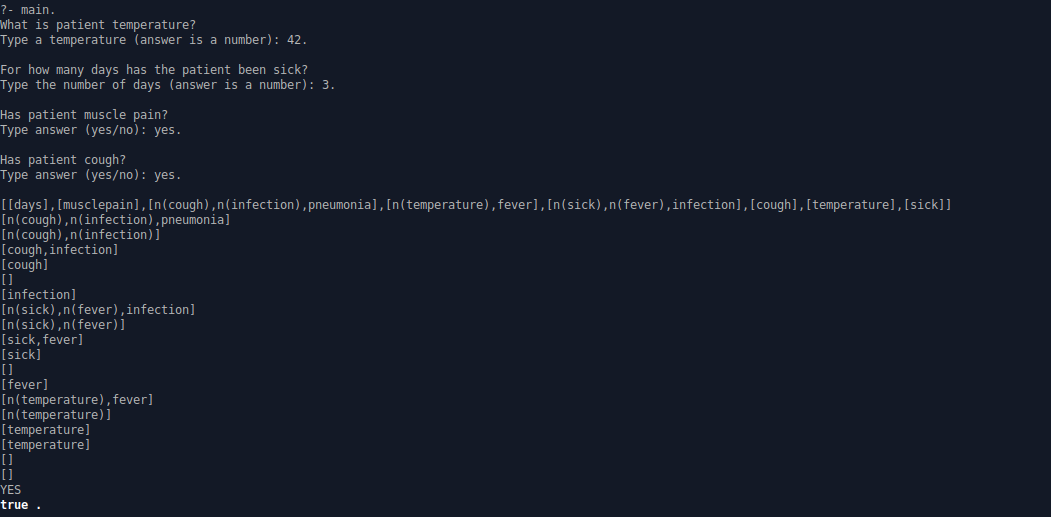 ?- main.
What is patient temperature?
Type a temperature (answer is a number): 42.
For how many days has the patient been sick?
Type the number of days (answer is a number): 3.
Has patient muscle pain?
Type answer (yes/no): yes.
Has patient cough?
Type answer (yes/no): yes.
[[days],[musclepain],[n(cough),n(infection),pneumonia],[n(temperature),fever],[n(sick),n(fever),infection],[cough],[temperature],[sick]]
[n(cough),n(infection),pneumonia]
[n(cough),n(infection)]
[cough,infection]
[cough]
[]
[infection]
[n(sick),n(fever),infection]
[n(sick),n(fever)]
[sick,fever]
[sick]
[]
[fever]
[n(temperature),fever]
[n(temperature)]
[temperature]
[temperature]
[]
[]
YES
true .